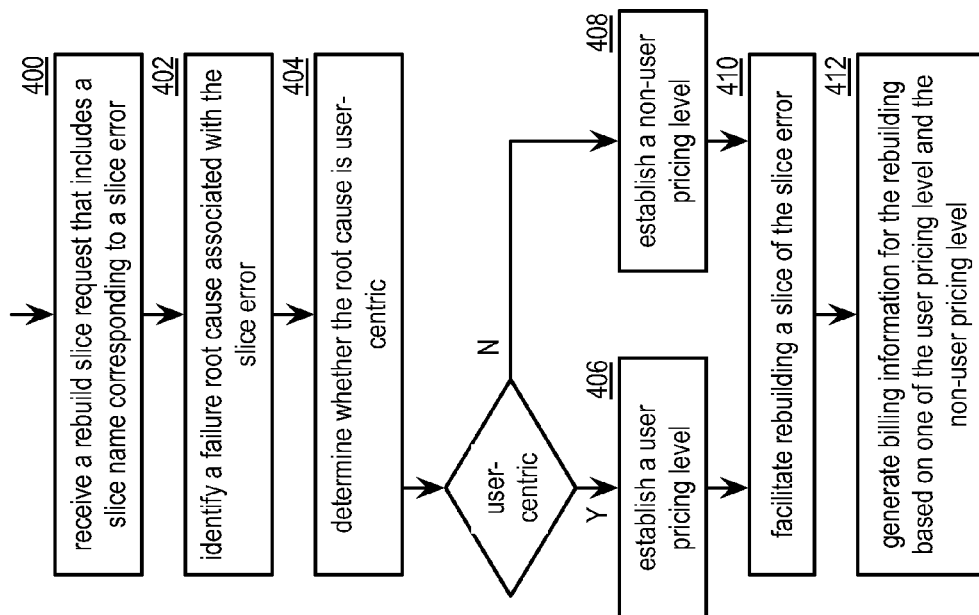 400
receive a rebuild slice request that includes a
slice name corresponding to a slice error
402
identify a failure root cause associated with the
slice error
404
determine whether the root cause is user-
centric
user-
centric
Y
N
406
establish a user
pricing level
408
establish a non-user
pricing level
410
facilitate rebuilding a slice of the slice error
412
generate billing information for the rebuilding
based on one of the user pricing level and the
non-user pricing level